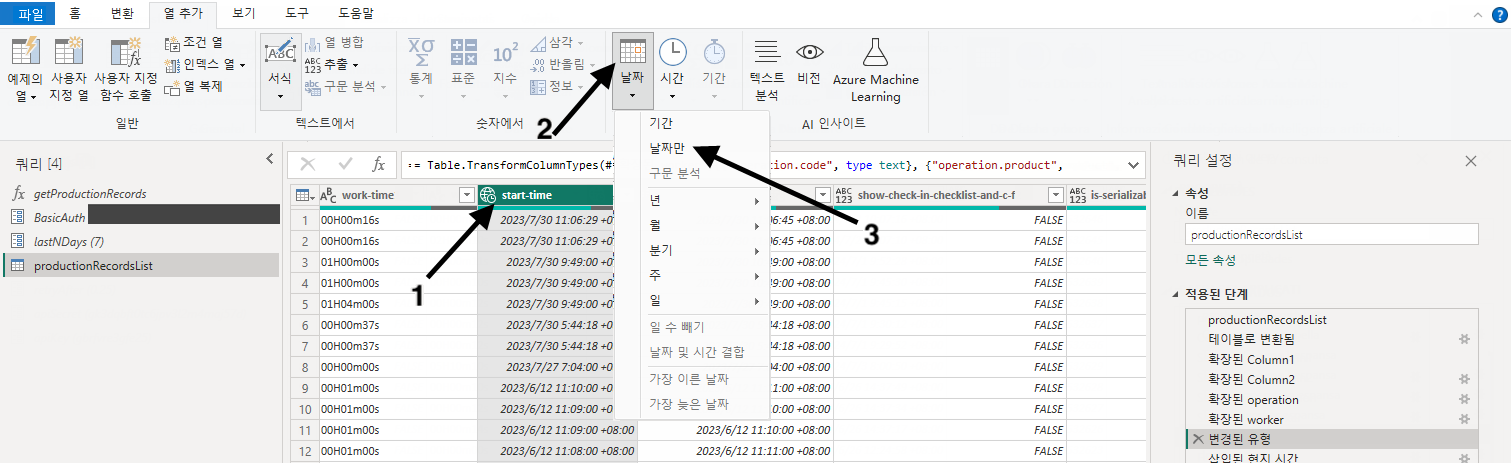 파일 홈 변환 열 추가 보기 도구 도움말
예제의 열
사용자 지정 열
사용자 지정 함수 호출
조건 열
인덱스 열
열 복제
일반
서식
열 병합
추출
구문 분석
텍스트에서
통계
표준
지수
삼각
반올림
정보
숫자에서
날짜
시간
기간
텍스트 분석
비전
Azure Machine Learning
AI 인사이트
2
기간
날짜만
구문 분석
년
월
분기
주
일
일 수 빼기
날짜 및 시간 결합
가장 이른 날짜
가장 늦은 날짜
3
1
쿼리 [4]
getProductionRecords
BasicAuth
lastNDays (7)
productionRecordsList
= Table.TransformColumnTypes(#
ion.code", type text}, {"operation.product",
work-time start-time show-check-in-checklist-and-c-f is-serializab
1 00H00m16s 2023/7/30 11:06:29 +0 06:45 +08:00 FALSE
2 00H00m16s 2023/7/30 11:06:29 +0 06:45 +08:00 FALSE
3 01H00m00s 2023/7/30 9:49:00 +0 49:00 +08:00 FALSE
4 01H00m00s 2023/7/30 9:49:00 +0 49:00 +08:00 FALSE
5 01H04m00s 2023/7/30 9:49:00 +0 49:00 +08:00 FALSE
6 00H00m37s 2023/7/30 5:44:18 +0 44:18 +08:00 FALSE
7 00H00m37s 2023/7/30 5:44:18 +0 44:18 +08:00 FALSE
8 00H00m00s 2023/7/27 7:04:00 +0 04:00 +08:00 FALSE
9 00H01m00s 2023/6/12 11:10:00 +0 11:00 +08:00 FALSE
10 00H01m00s 2023/6/12 11:09:00 +0 10:00 +08:00 FALSE
11 00H01m00s 2023/6/12 11:09:00 +08:00 2023/6/12 11:10:00 +08:00 FALSE
12 00H01m00s 2023/6/12 11:08:00 +08:00 2023/6/12 11:11:00 +08:00 FALSE
쿼리 설정
속성
이름
productionRecordsList
모든 속성
적용된 단계
productionRecordsList
테이블로 변환됨
확장된 Column1
확장된 Column2
확장된 operation
확장된 worker
변경된 유형
삽입된 현지 시간